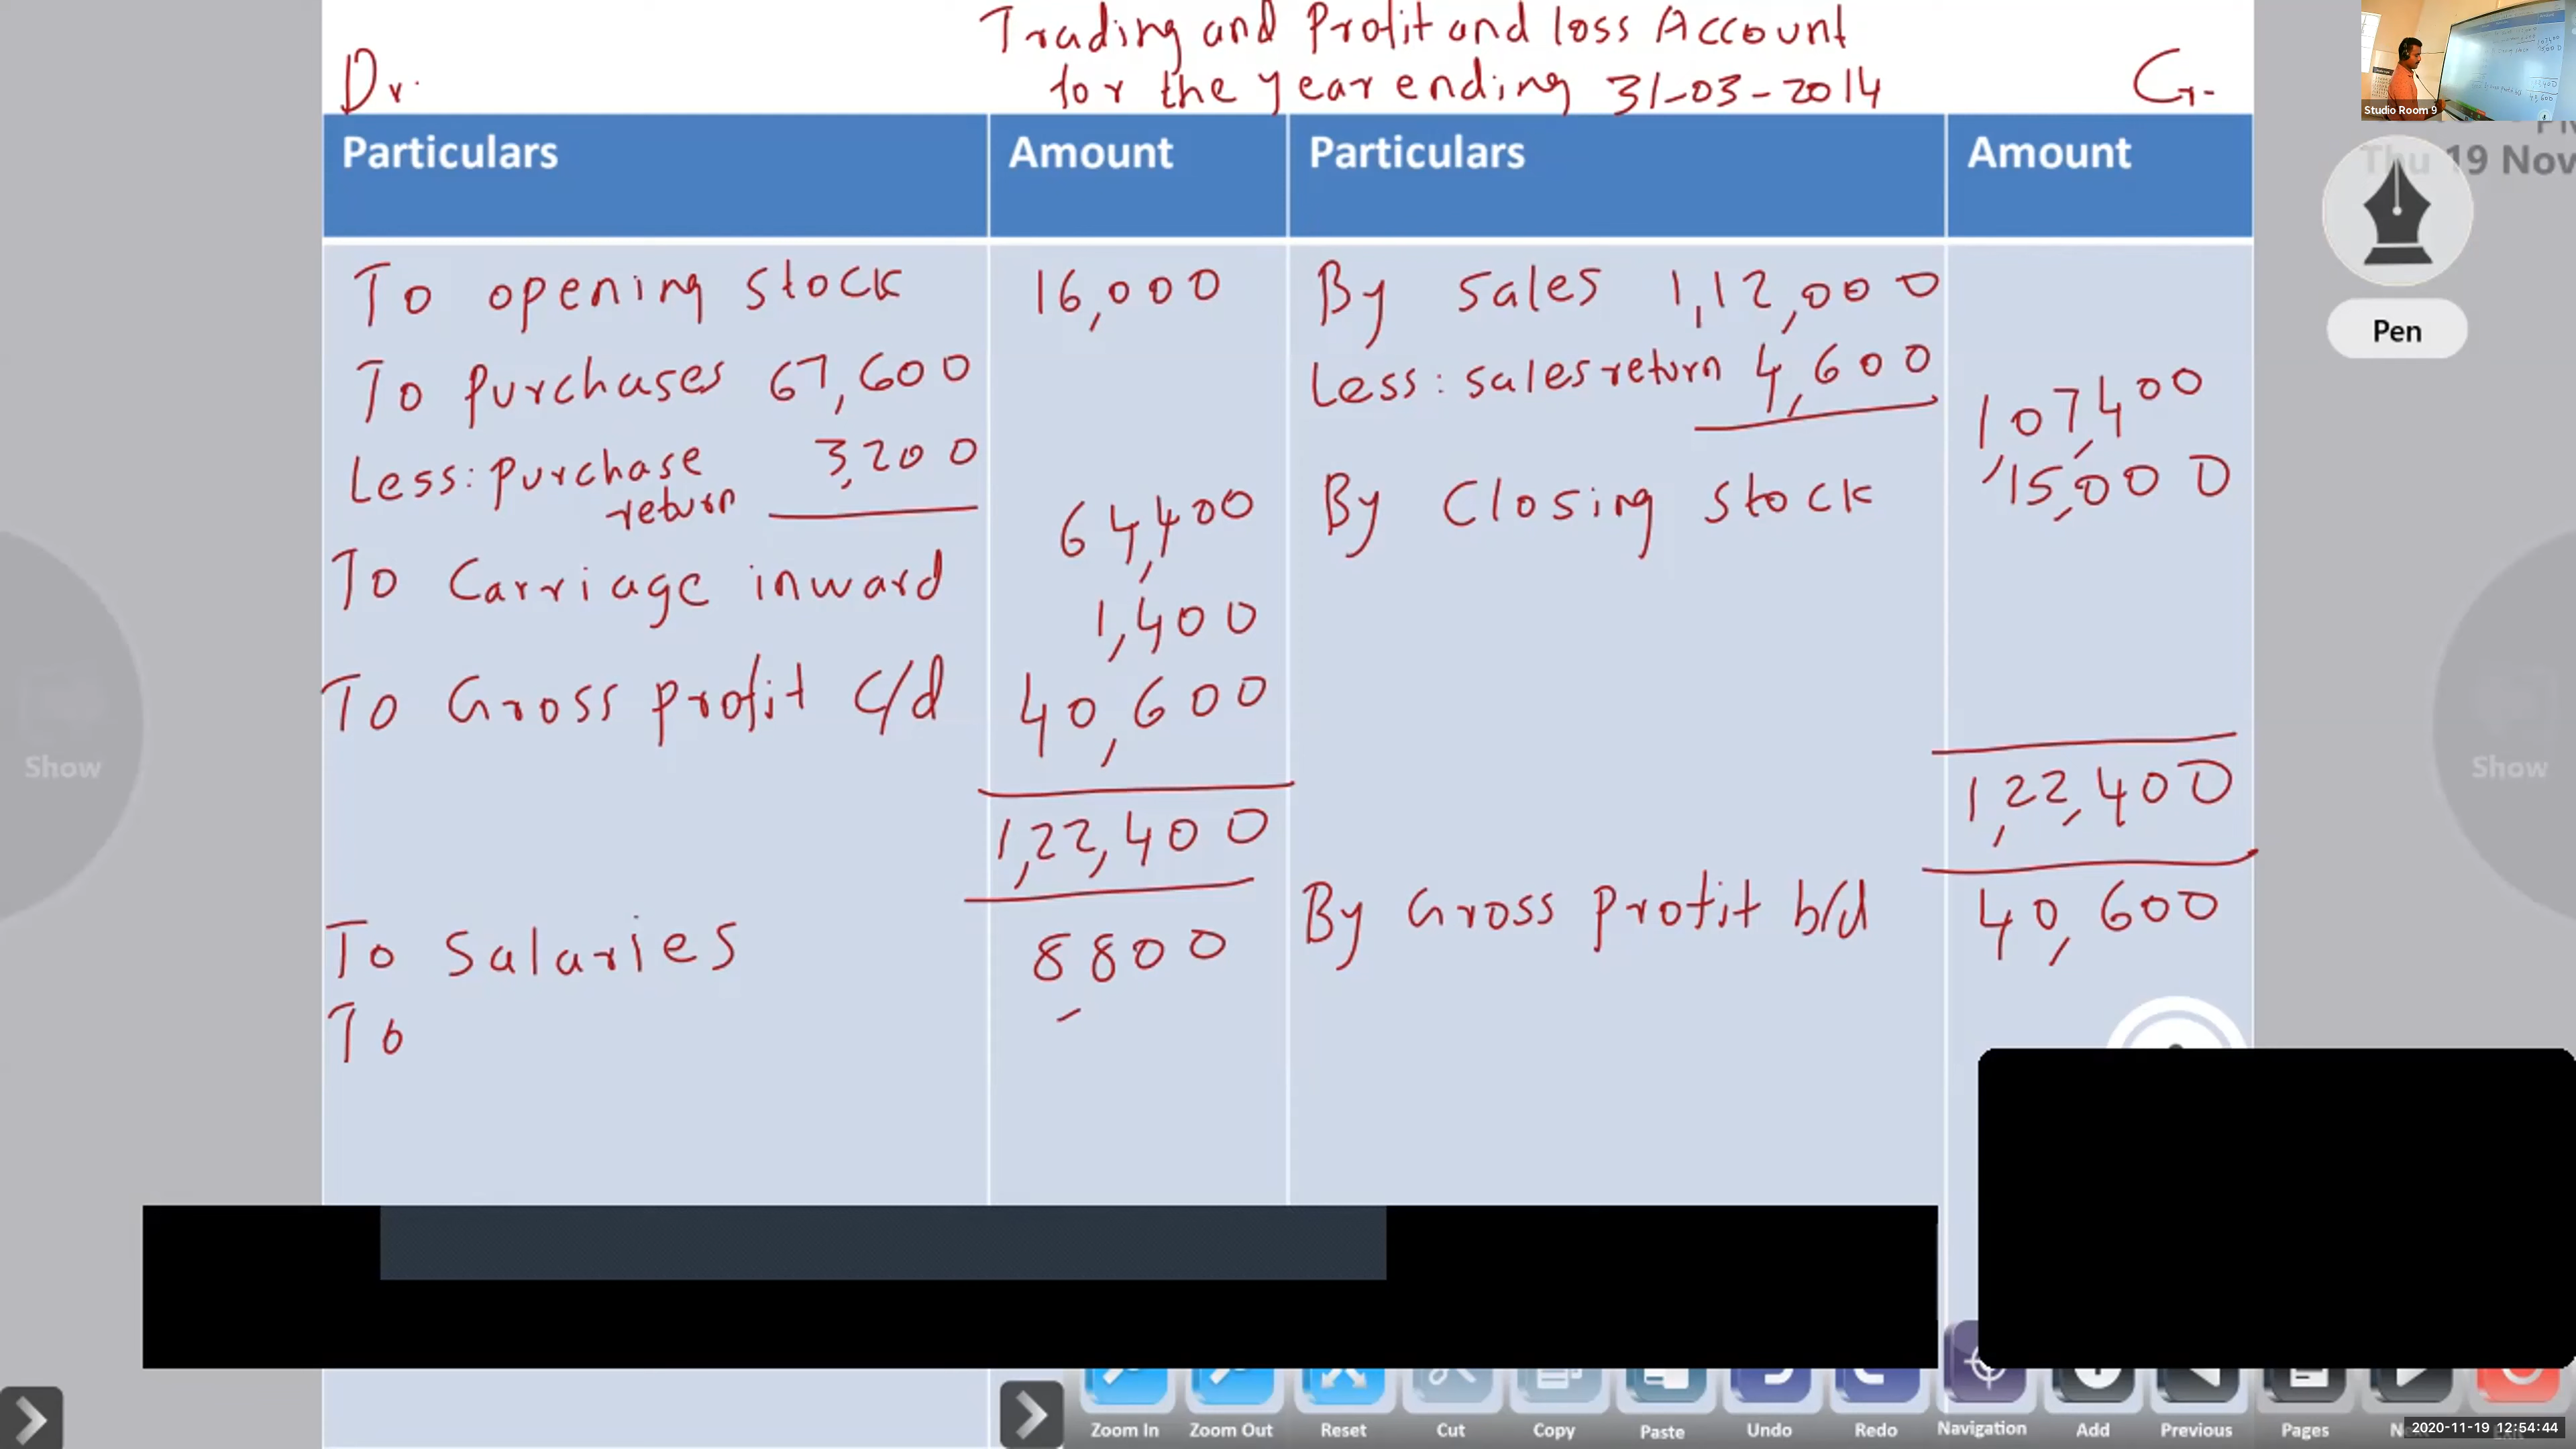 Trading and Profit and loss Account
Dr. for the year ending 31-03-2014 Cr.
Studio Room 9
Thu 19 Nov
Particulars Amount Particulars Amount
Pen
To opening stock 16,000 By Sales 1,12,000
To Purchases 67,600 Less: sales return 4,600 1,07,400
Less: purchase return 3,200 64,400 By Closing stock 15,000
To Carriage inward 1,400
To Gross profit c/d 40,600
Show Show
1,22,400 1,22,400
To Salaries 8,800 By Gross profit b/d 40,600
To
Zoom In Zoom Out Reset Cut Copy Paste Undo Redo Navigation Add Previous Pages
2020-11-19 12:54:44